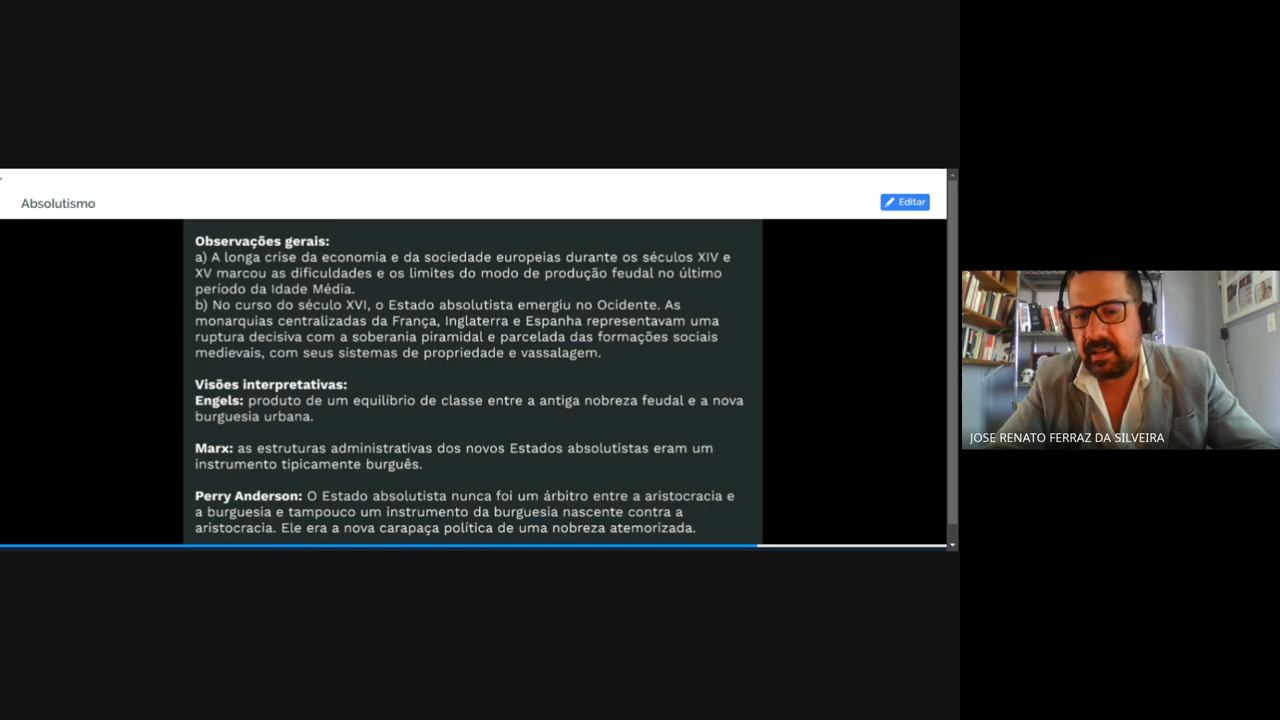 Absolutismo
Editar
Observações gerais:
a) A longa crise da economia e da sociedade europeias durante os séculos XIV e
XV marcou as dificuldades e os limites do modo de produção feudal no último
período da Idade Média.
b) No curso do século XVI, o Estado absolutista emergiu no Ocidente. As
monarquias centralizadas da França, Inglaterra e Espanha representavam uma
ruptura decisiva com a soberania piramidal e parcelada das formações sociais
medievais, com seus sistemas de propriedade e vassalagem.
Visões interpretativas:
Engels: produto de um equilíbrio de classe entre a antiga nobreza feudal e a nova
burguesia urbana.
Marx: as estruturas administrativas dos novos Estados absolutistas eram um
instrumento tipicamente burguês.
Perry Anderson: O Estado absolutista nunca foi um árbitro entre a aristocracia e
a burguesia e tampouco um instrumento da burguesia nascente contra a
aristocracia. Ele era a nova carapaça política de uma nobreza atemorizada.
JOSE RENATO FERRAZ DA SILVEIRA